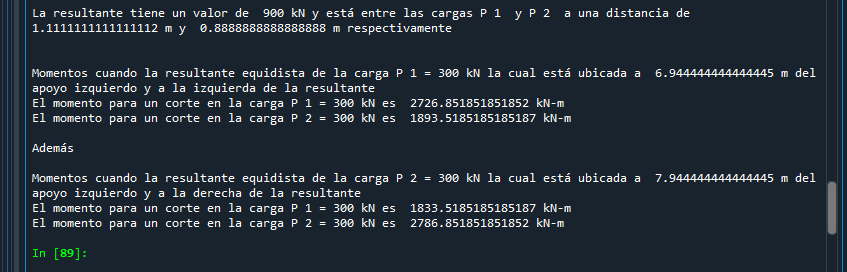 La resultante tiene un valor de  900 kN y está entre las cargas P 1  y P 2  a una distancia de
1.1111111111111112 m y  0.8888888888888888 m respectivamente
Momentos cuando la resultante equidista de la carga P 1 = 300 kN la cual está ubicada a  6.944444444444445 m del
apoyo izquierdo y a la izquierda de la resultante
El momento para un corte en la carga P 1 = 300 kN es  2726.851851851852 kN-m
El momento para un corte en la carga P 2 = 300 kN es  1893.5185185185187 kN-m
Además
Momentos cuando la resultante equidista de la carga P 2 = 300 kN la cual está ubicada a  7.944444444444445 m del
apoyo izquierdo y a la derecha de la resultante
El momento para un corte en la carga P 1 = 300 kN es  1833.5185185185187 kN-m
El momento para un corte en la carga P 2 = 300 kN es  2786.851851851852 kN-m
In [89]: